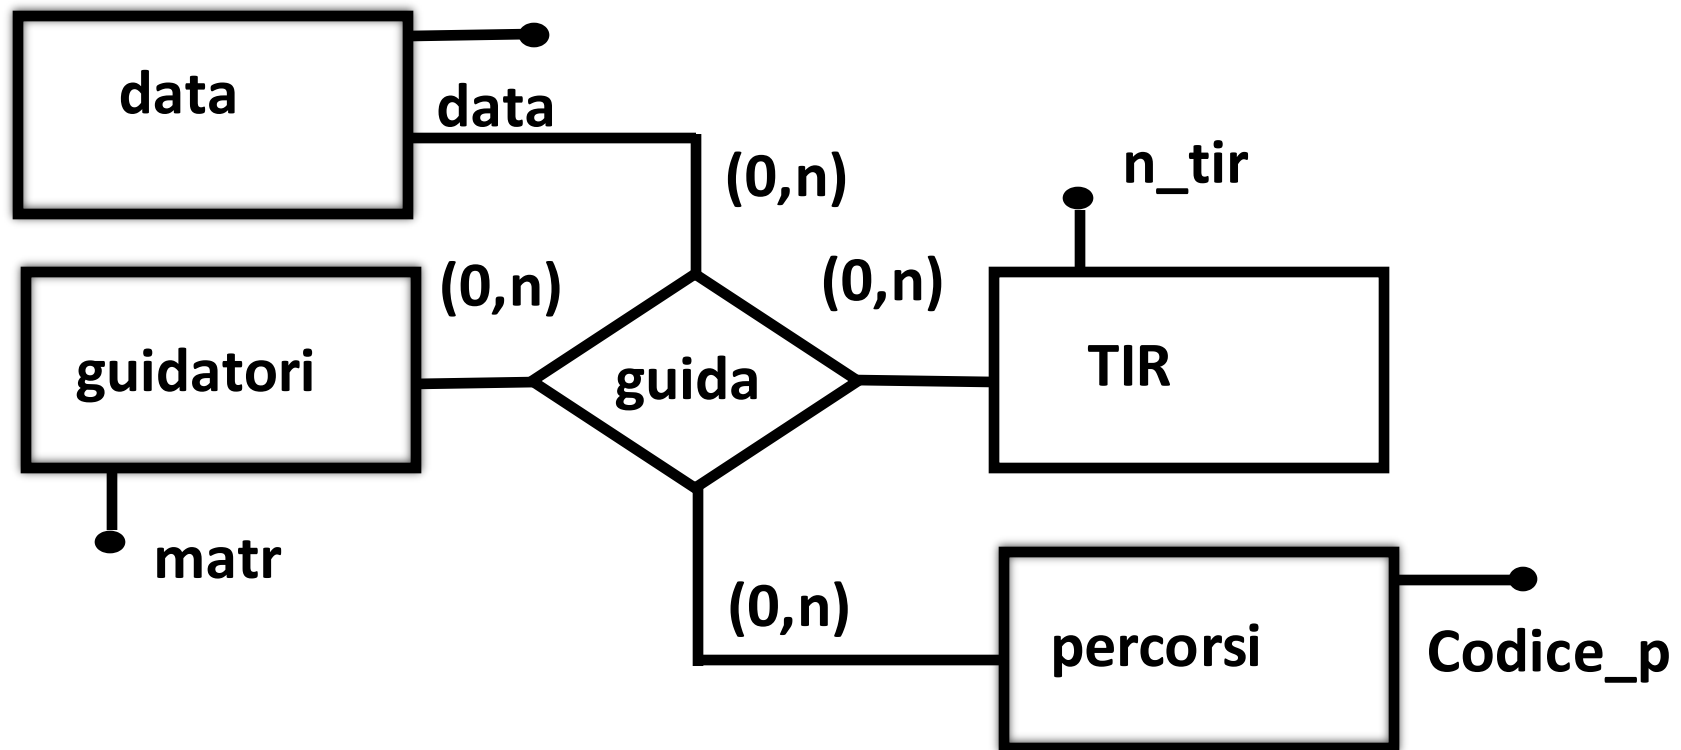 data
data
(0,n)
n_tir
(0,n)
(0,n)
guidatori
guida
TIR
matr
(0,n)
percorsi
Codice_p